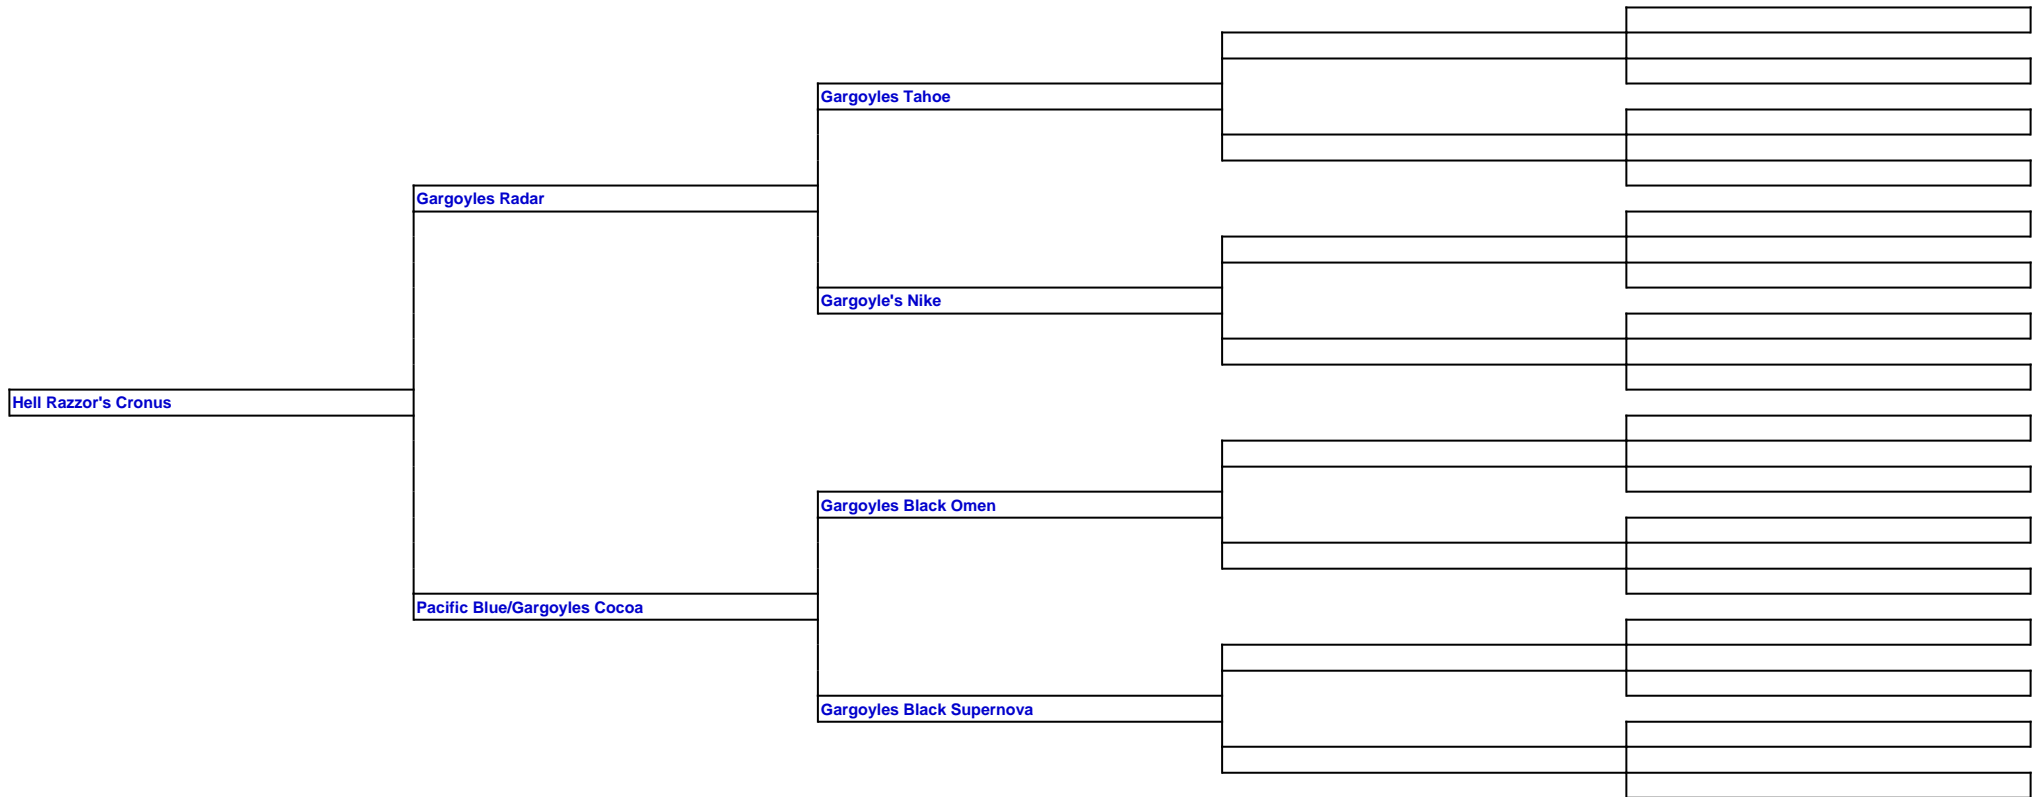 Gargoyles Tahoe
Gargoyles Radar
Gargoyle's Nike
Hell Razzor's Cronus
Gargoyles Black Omen
Pacific Blue/Gargoyles Cocoa
Gargoyles Black Supernova